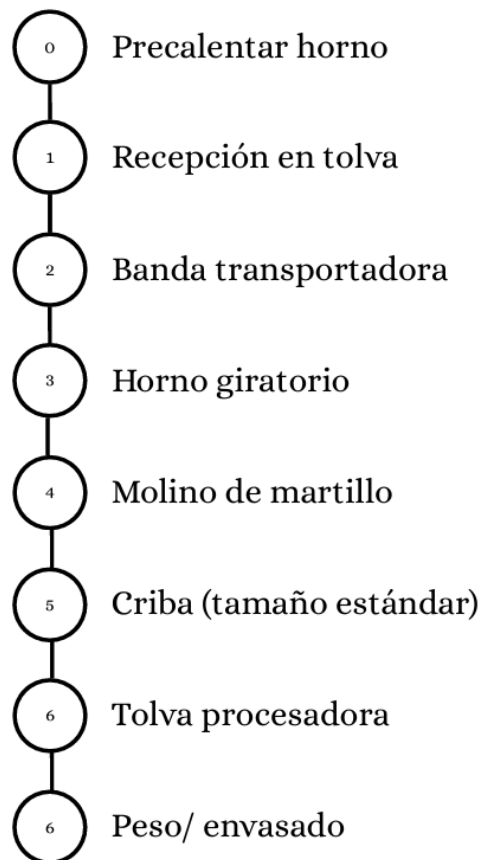 0 Precalentar horno
1 Recepción en tolva
2 Banda transportadora
3 Horno giratorio
4 Molino de martillo
5 Criba (tamaño estándar)
6 Tolva procesadora
6 Peso/ envasado